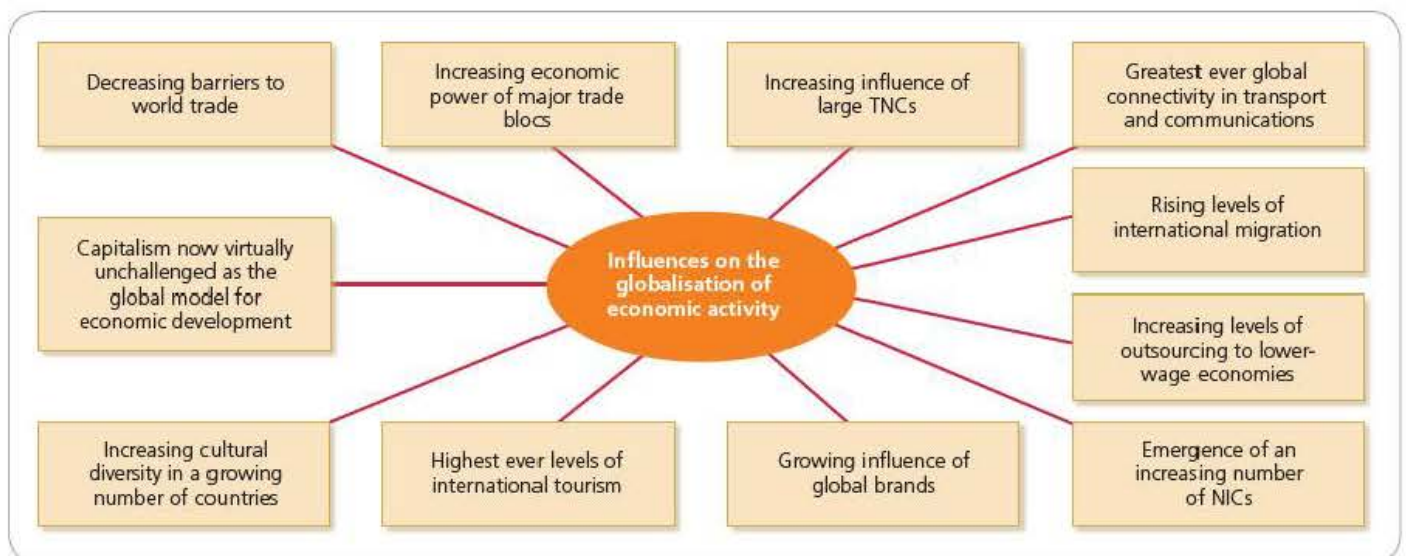 Decreasing barriers to
world trade
Increasing economic
power of major trade
blocs
Increasing influence of
large TNCs
Greatest ever global
connectivity in transport
and communications
Capitalism now virtually
unchallenged as the
global model for
economic development
Influences on the
globalisation of
economic activity
Rising levels of
international migration
Increasing levels of
outsourcing to lower-
wage economies
Increasing cultural
diversity in a growing
number of countries
Highest ever levels of
international tourism
Growing influence of
global brands
Emergence of an
increasing number
of NICs